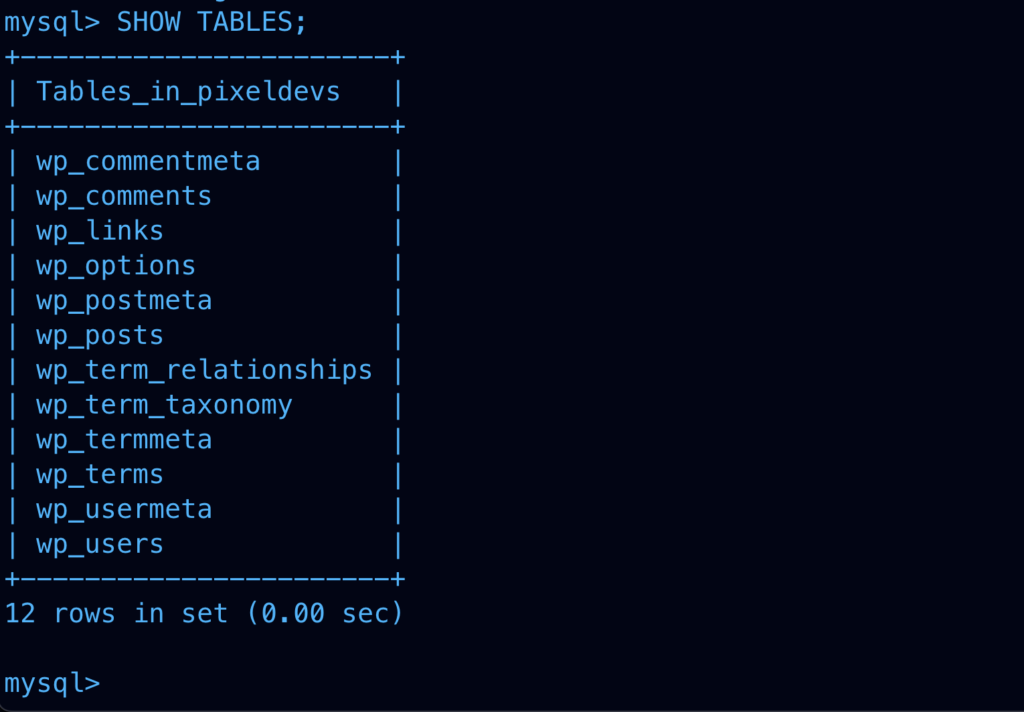 mysql> SHOW TABLES;
+-----------------------+
| Tables_in_pixeldevs   |
+-----------------------+
| wp_commentmeta        |
| wp_comments           |
| wp_links              |
| wp_options            |
| wp_postmeta           |
| wp_posts              |
| wp_term_relationships |
| wp_term_taxonomy      |
| wp_termmeta           |
| wp_terms              |
| wp_usermeta           |
| wp_users              |
+-----------------------+
12 rows in set (0.00 sec)
mysql>